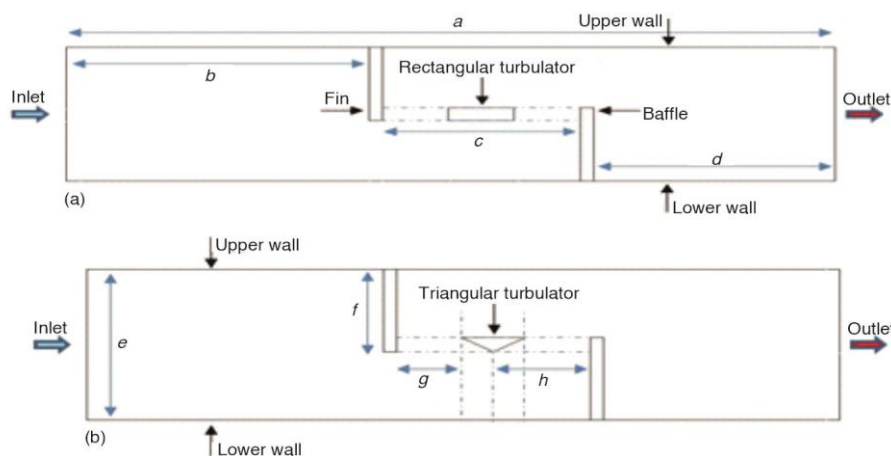 a
Upper wall
b
Rectangular turbulator
Inlet
Fin
Baffle
Outlet
c
d
(a)
Lower wall
Upper wall
Triangular turbulator
f
Inlet
e
Outlet
g
h
(b)
Lower wall